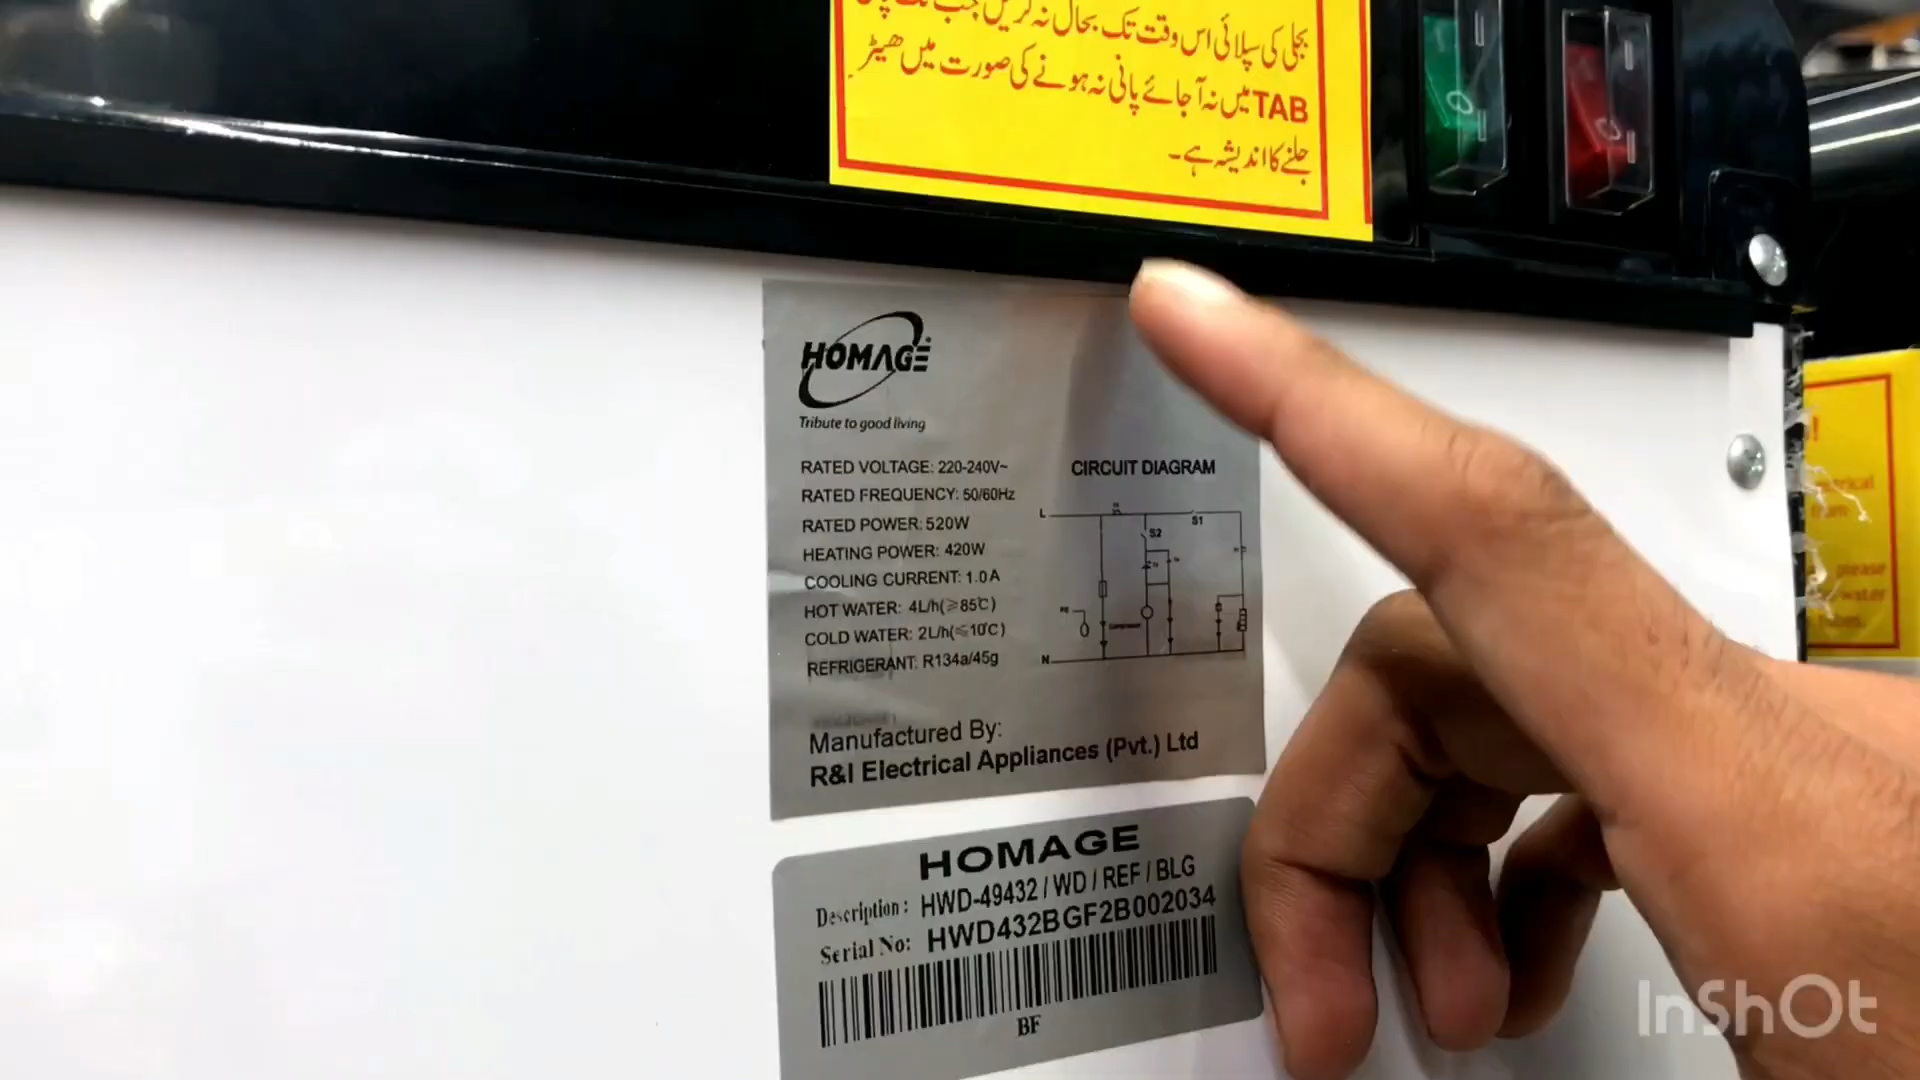 بجلی کی سپلائی اس وقت تک بحال نہ کریں جب تک پانی
TAB میں نہ آ جائے پانی نہ ہونے کی صورت میں ھیٹر
جلنے کا اندیشہ ہے۔
HOMAGE
Tribute to good living
RATED VOLTAGE: 220-240V~
RATED FREQUENCY: 50/60Hz
RATED POWER: 520W
HEATING POWER: 420W
COOLING CURRENT: 1.0A
HOT WATER: 4L/h(≥85℃)
COLD WATER: 2L/h(≤10℃)
REFRIGERANT: R134a/45g
CIRCUIT DIAGRAM
L
S1
S2
N
Manufactured By:
R&I Electrical Appliances (Pvt.) Ltd
HOMAGE
Description: HWD-49432 / WD / REF / BLG
Serial No: HWD432BGF2B002034
BF
please
InShOt